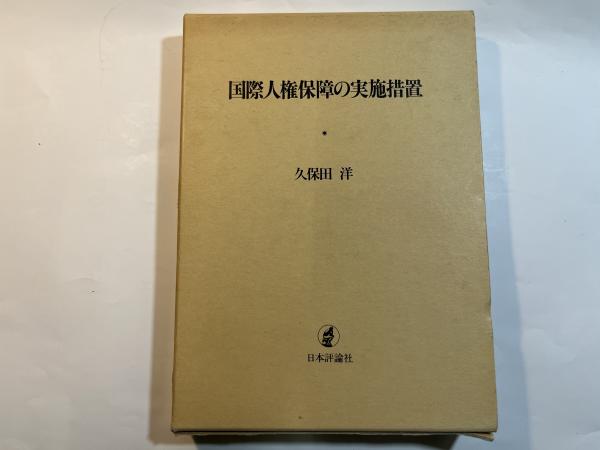 国際人権保障の実施措置
*
久保田 洋
日本評論社